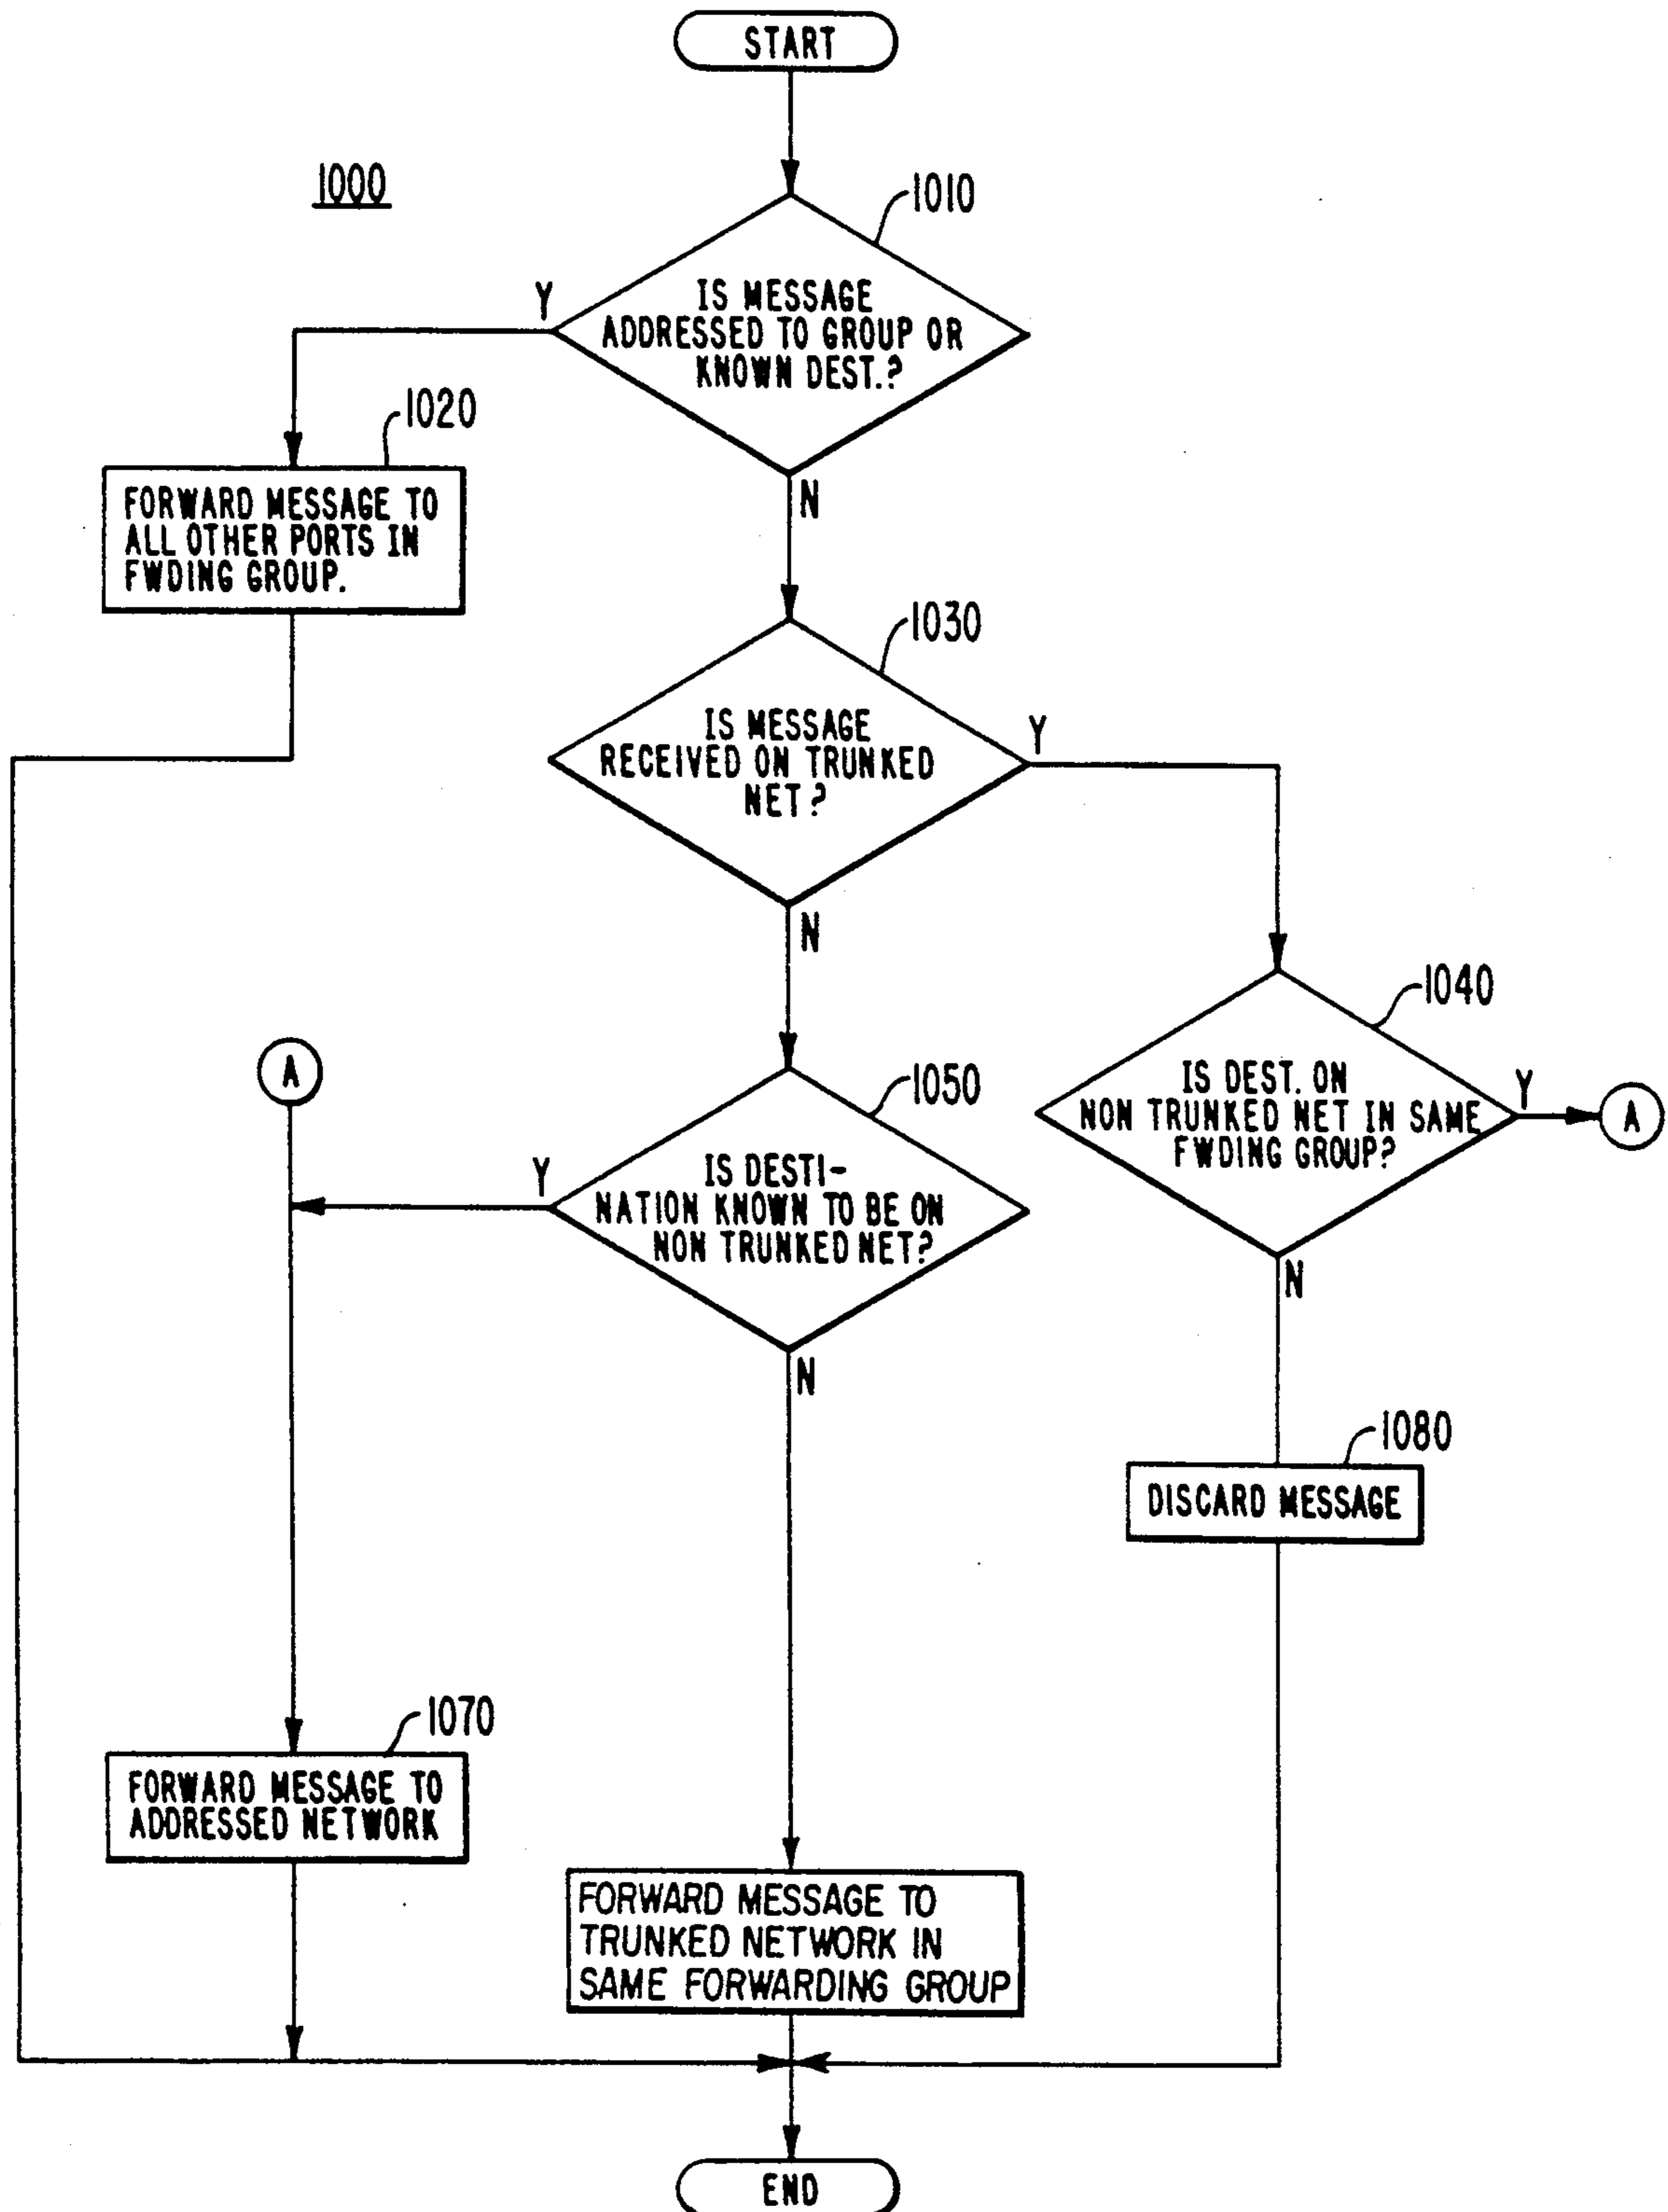 START
1000
1010
Y
IS MESSAGE
ADDRESSED TO GROUP OR
KNOWN DEST.?
N
1020
FORWARD MESSAGE TO
ALL OTHER PORTS IN
FWDING GROUP.
1030
IS MESSAGE
RECEIVED ON TRUNKED
NET?
Y
N
1040
IS DEST. ON
NON TRUNKED NET IN SAME
FWDING GROUP?
Y
A
N
A
1050
Y
IS DESTI-
NATION KNOWN TO BE ON
NON TRUNKED NET?
N
1080
DISCARD MESSAGE
1070
FORWARD MESSAGE TO
ADDRESSED NETWORK
FORWARD MESSAGE TO
TRUNKED NETWORK IN
SAME FORWARDING GROUP
END